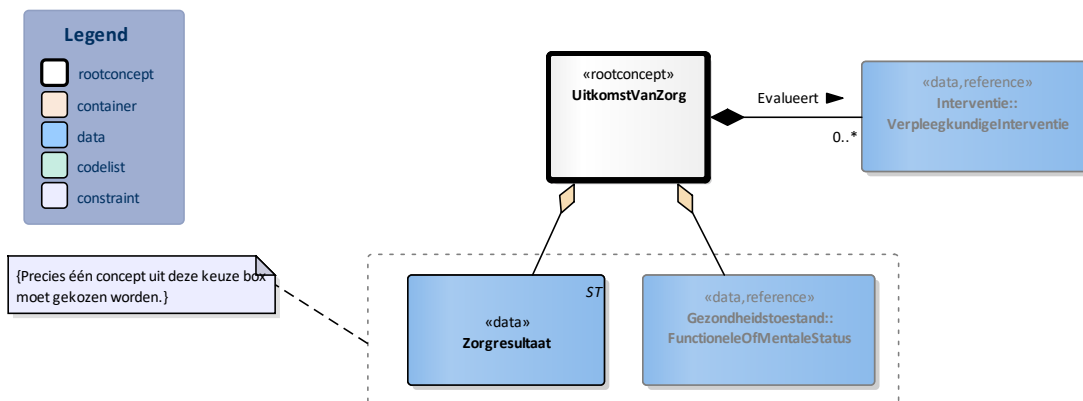 Legend
rootconcept
container
data
codelist
constraint
«rootconcept»
UitkomstVanZorg
Evalueert
0..*
«data,reference»
Interventie::
VerpleegkundigeInterventie
{Precies één concept uit deze keuze box
moet gekozen worden.}
ST
«data»
Zorgresultaat
«data,reference»
Gezondheidstoestand::
FunctioneleOfMentaleStatus